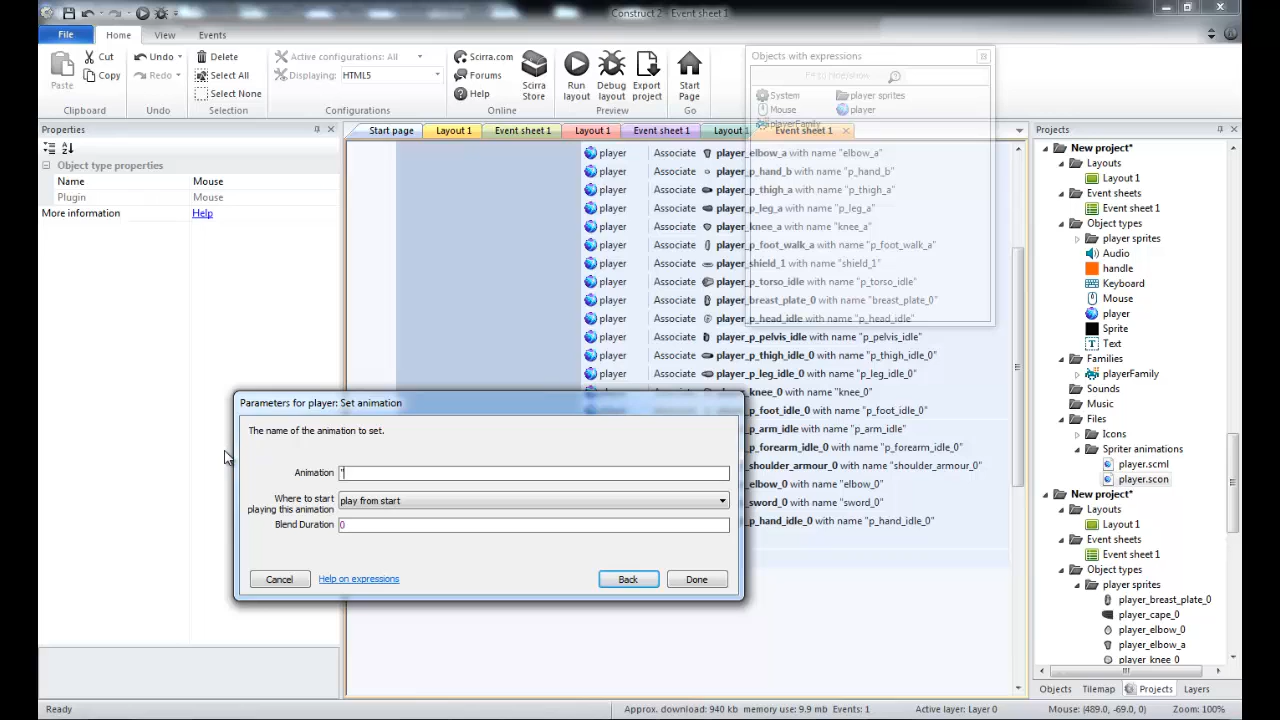 Construct 2 - Event sheet 1
File
Home
View
Events
Paste
Cut
Copy
Clipboard
Undo
Redo
Undo
Delete
Select All
Select None
Selection
Active configurations: All
Displaying: HTML5
Configurations
Scirra.com
Forums
Help
Scirra Store
Online
Run layout
Debug layout
Export project
Preview
Start Page
Go
Objects with expressions
System
player sprites
Mouse
player
playerFamily
Properties
Object type properties
Name Mouse
Plugin Mouse
More information Help
Start page
Layout 1
Event sheet 1
Layout 1
Event sheet 1
Layout 1
Event sheet 1
player Associate player_elbow_a with name "elbow_a"
player Associate player_p_hand_b with name "p_hand_b"
player Associate player_p_thigh_a with name "p_thigh_a"
player Associate player_p_leg_a with name "p_leg_a"
player Associate player_knee_a with name "knee_a"
player Associate player_p_foot_walk_a with name "p_foot_walk_a"
player Associate player_shield_1 with name "shield_1"
player Associate player_p_torso_idle with name "p_torso_idle"
player Associate player_breast_plate_0 with name "breast_plate_0"
player Associate player_p_head_idle with name "p_head_idle"
player Associate player_p_pelvis_idle with name "p_pelvis_idle"
player Associate player_p_thigh_idle_0 with name "p_thigh_idle_0"
player Associate player_p_leg_idle_0 with name "p_leg_idle_0"
_knee_0 with name "knee_0"
_p_foot_idle_0 with name "p_foot_idle_0"
_p_arm_idle with name "p_arm_idle"
_p_forearm_idle_0 with name "p_forearm_idle_0"
_shoulder_armour_0 with name "shoulder_armour_0"
_elbow_0 with name "elbow_0"
_sword_0 with name "sword_0"
_p_hand_idle_0 with name "p_hand_idle_0"
Parameters for player: Set animation
The name of the animation to set.
Animation "
Where to start playing this animation
play from start
Blend Duration 0
Cancel
Help on expressions
Back
Done
Projects
New project*
Layouts
Layout 1
Event sheets
Event sheet 1
Object types
player sprites
Audio
handle
Keyboard
Mouse
player
Sprite
Text
Families
playerFamily
Sounds
Music
Files
Icons
Spriter animations
player.scml
player.scon
New project*
Layouts
Layout 1
Event sheets
Event sheet 1
Object types
player sprites
player_breast_plate_0
player_cape_0
player_elbow_0
player_elbow_a
player_knee_0
Objects
Tilemap
Projects
Layers
Ready
Approx. download: 940 kb
memory use: 9.9 mb
Events: 1
Active layer: Layer 0
Mouse: (489.0, -69.0, 0)
Zoom: 100%